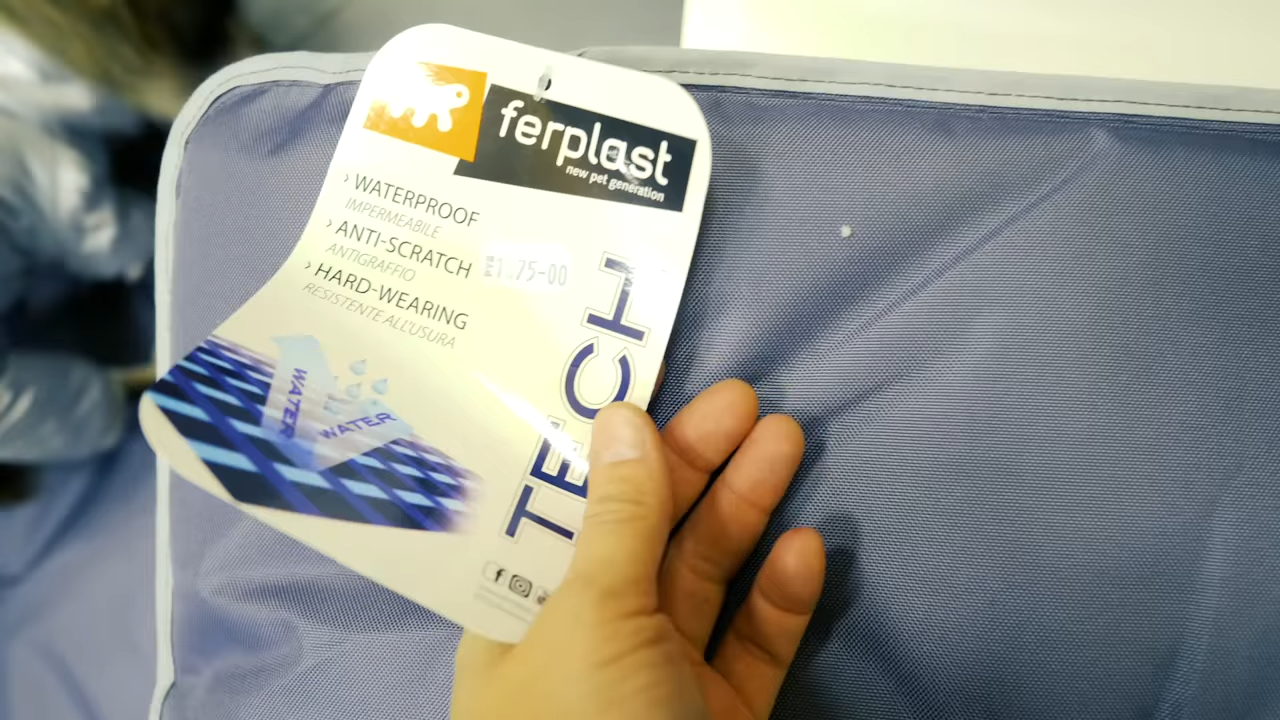 ferplast
new pet generation
› WATERPROOF
IMPERMEABILE
› ANTI-SCRATCH
ANTIGRAFFIO
› HARD-WEARING
RESISTENTE ALL'USURA
TECH
WATER
WATER